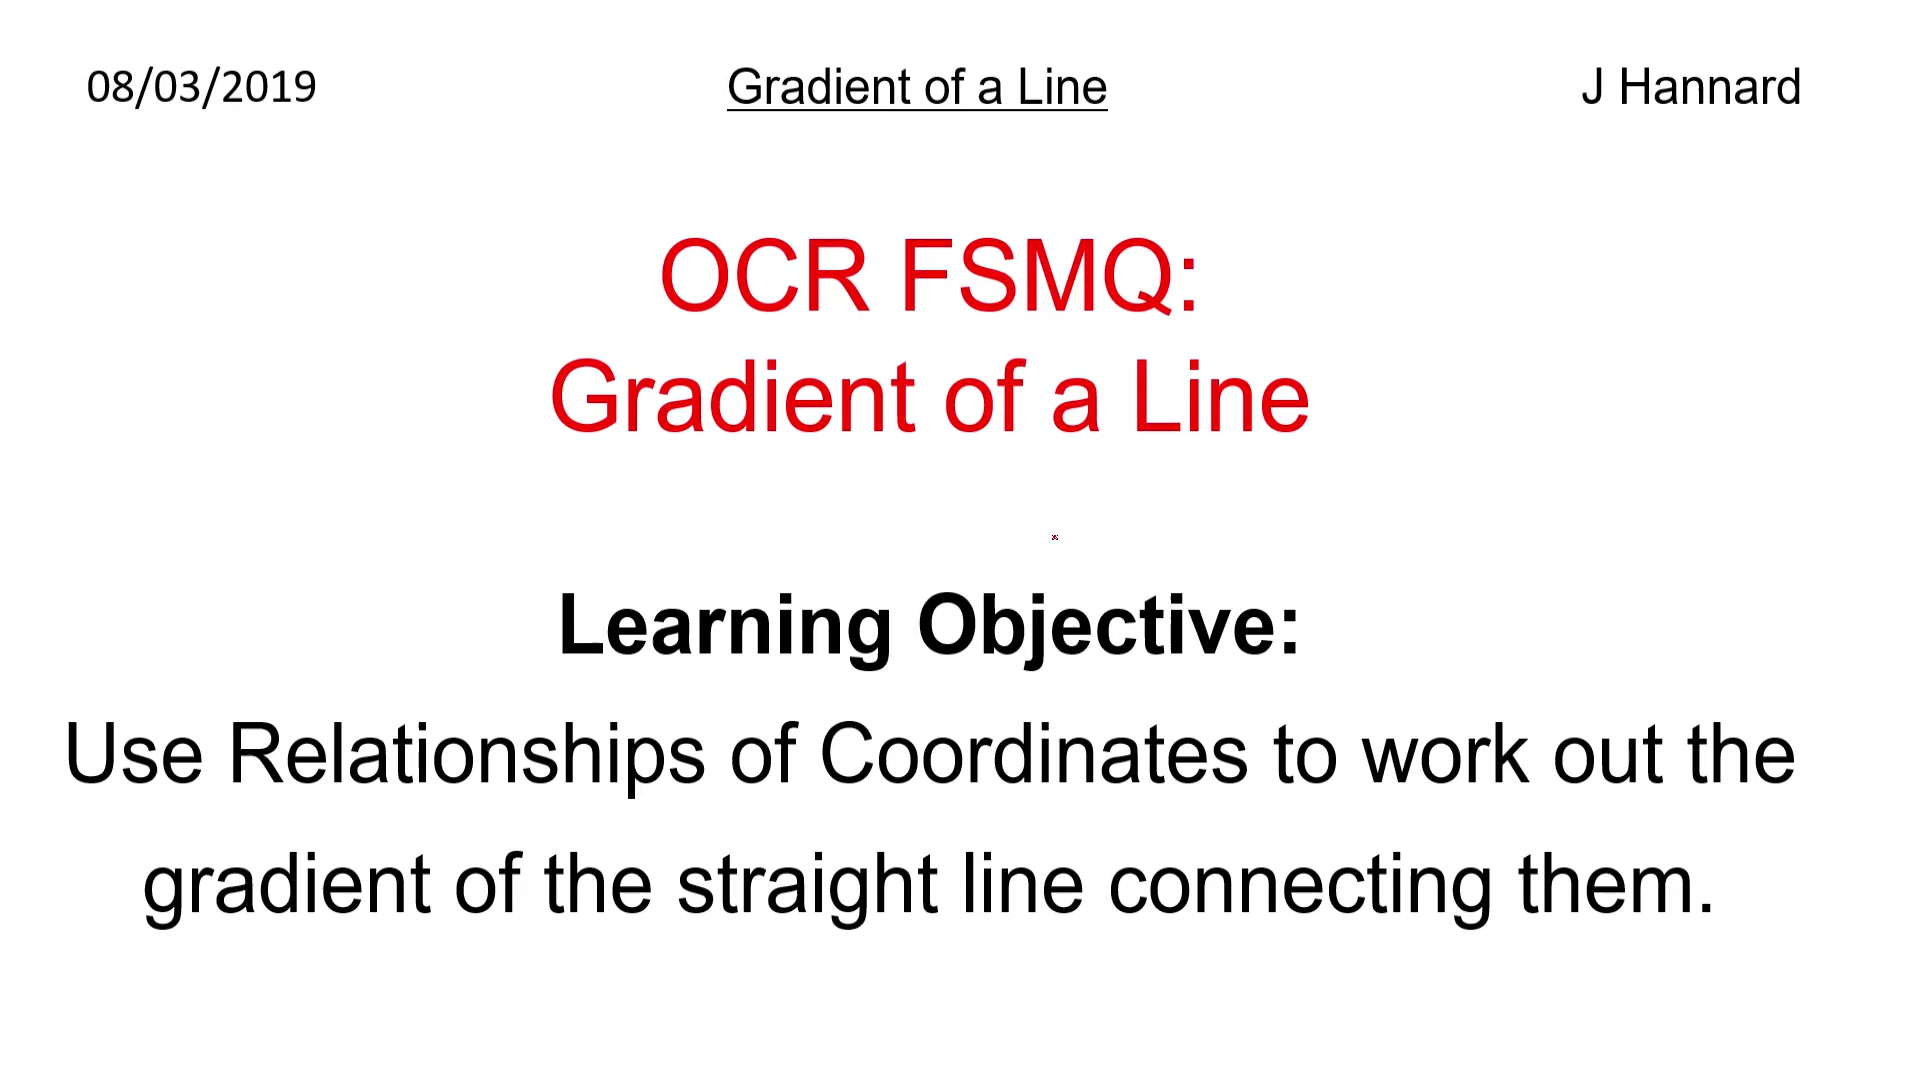 08/03/2019 Gradient of a Line J Hannard
OCR FSMQ:
Gradient of a Line
Learning Objective:
Use Relationships of Coordinates to work out the
gradient of the straight line connecting them.